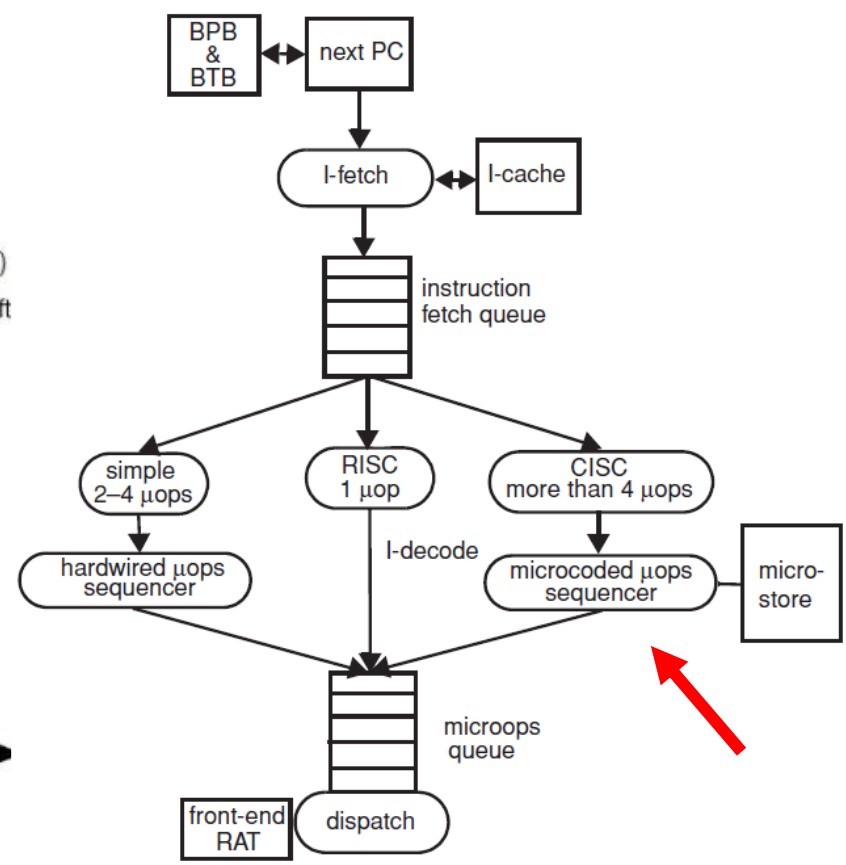 BPB
&
BTB
next PC
I-fetch
I-cache
)
ft
instruction
fetch queue
simple
2–4 μops
RISC
1 μop
CISC
more than 4 μops
I-decode
hardwired μops
sequencer
microcoded μops
sequencer
micro-
store
microops
queue
front-end
RAT
dispatch